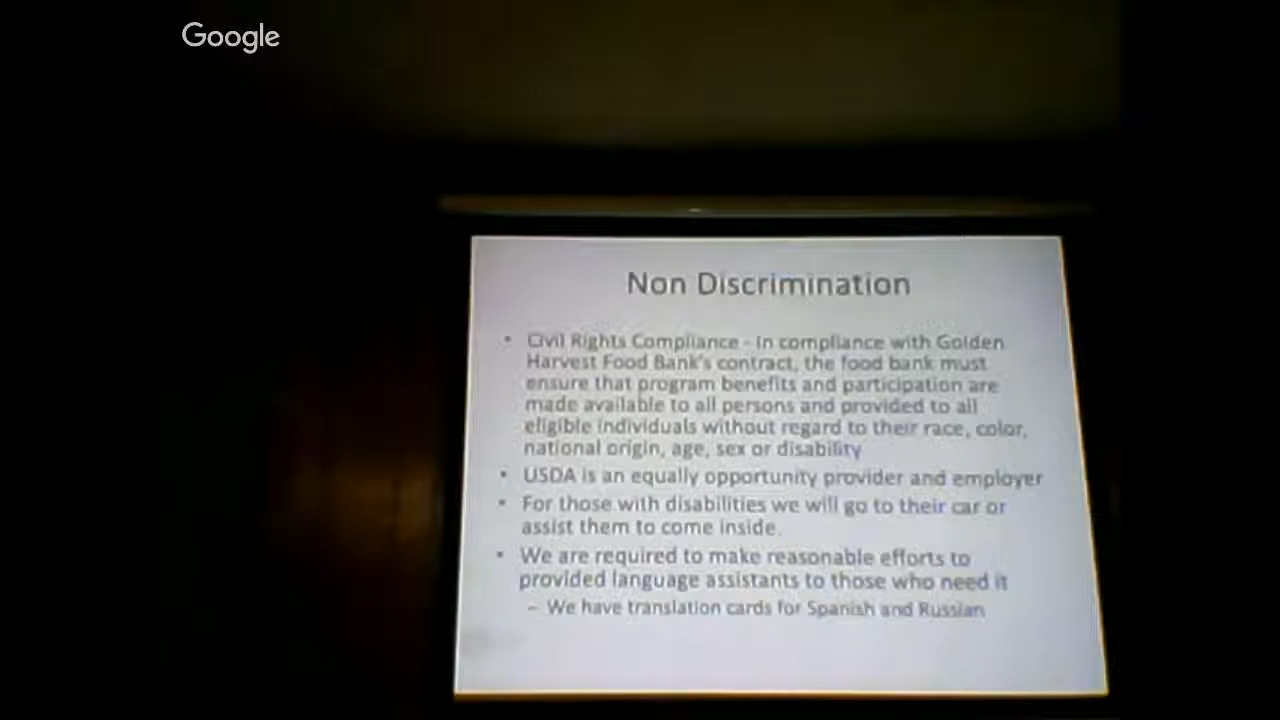 Google
Non Discrimination
• Civil Rights Compliance - In compliance with Golden
Harvest Food Bank's contract, the food bank must
ensure that program benefits and participation are
made available to all persons and provided to all
eligible individuals without regard to their race, color,
national origin, age, sex or disability
• USDA is an equally opportunity provider and employer
• For those with disabilities we will go to their car or
assist them to come inside.
• We are required to make reasonable efforts to
provided language assistants to those who need it
– We have translation cards for Spanish and Russian